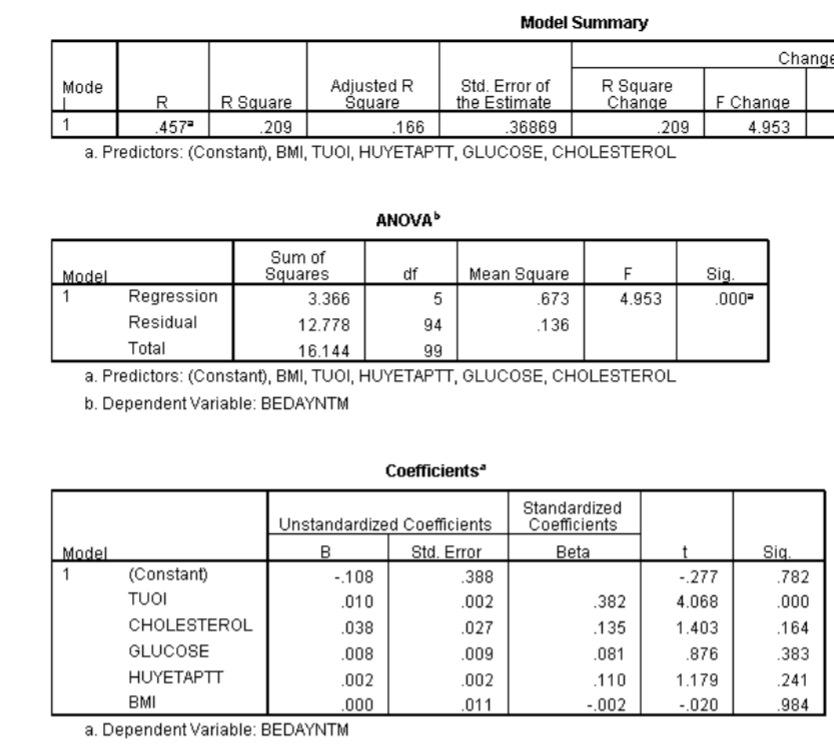 Model Summary
Change
Mode
l
R
R Square
Adjusted R
Square
Std. Error of
the Estimate
R Square
Change
F Change
1 .457a .209 .166 .36869 .209 4.953
a. Predictors: (Constant), BMI, TUOI, HUYETAPTT, GLUCOSE, CHOLESTEROL
ANOVAb
Model
Sum of
Squares
df
Mean Square
F
Sig.
1 Regression 3.366 5 .673 4.953 .000a
Residual 12.778 94 .136
Total 16.144 99
a. Predictors: (Constant), BMI, TUOI, HUYETAPTT, GLUCOSE, CHOLESTEROL
b. Dependent Variable: BEDAYNTM
Coefficientsa
Model
Unstandardized Coefficients
Standardized
Coefficients
t
Sig.
B
Std. Error
Beta
1 (Constant) -.108 .388 -.277 .782
TUOI .010 .002 .382 4.068 .000
CHOLESTEROL .038 .027 .135 1.403 .164
GLUCOSE .008 .009 .081 .876 .383
HUYETAPTT .002 .002 .110 1.179 .241
BMI .000 .011 -.002 -.020 .984
a. Dependent Variable: BEDAYNTM